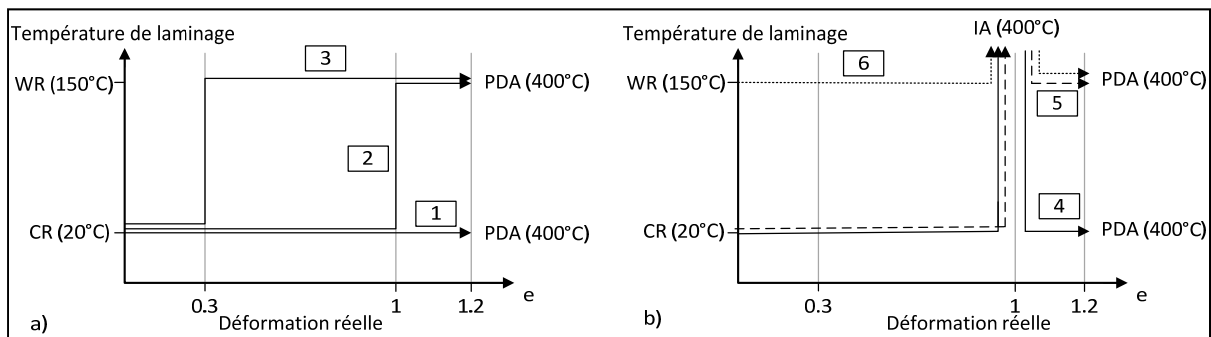 Température de laminage
3
WR (150°C)
PDA (400°C)
2
1
CR (20°C)
PDA (400°C)
0.3
1
1.2
e
Déformation réelle
a)
Température de laminage
IA (400°C)
6
WR (150°C)
PDA (400°C)
5
4
CR (20°C)
PDA (400°C)
0.3
1
1.2
e
Déformation réelle
b)